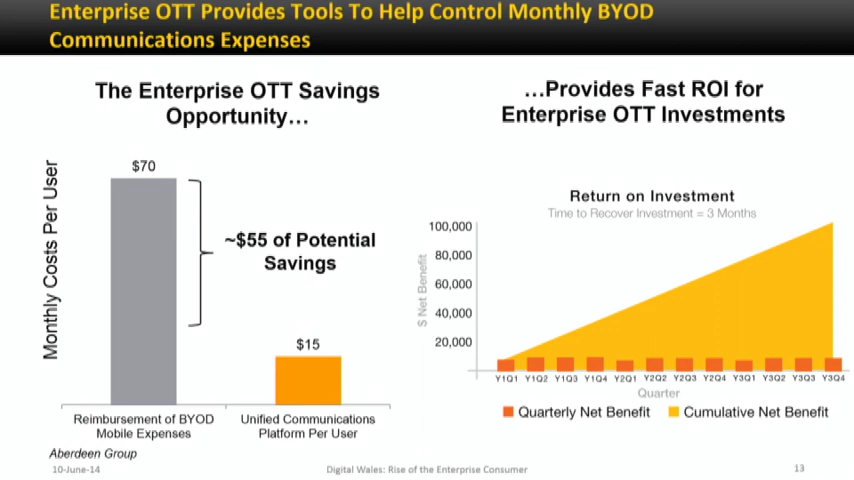 Enterprise OTT Provides Tools To Help Control Monthly BYOD
Communications Expenses
The Enterprise OTT Savings
Opportunity…
Monthly Costs Per User
$70
~$55 of Potential
Savings
$15
Reimbursement of BYOD
Mobile Expenses
Unified Communications
Platform Per User
Aberdeen Group
…Provides Fast ROI for
Enterprise OTT Investments
Return on Investment
Time to Recover Investment = 3 Months
$ Net Benefit
100,000
80,000
60,000
40,000
20,000
Y1Q1 Y1Q2 Y1Q3 Y1Q4 Y2Q1 Y2Q2 Y2Q3 Y2Q4 Y3Q1 Y3Q2 Y3Q3 Y3Q4
Quarter
Quarterly Net Benefit Cumulative Net Benefit
10-June-14 Digital Wales: Rise of the Enterprise Consumer 13